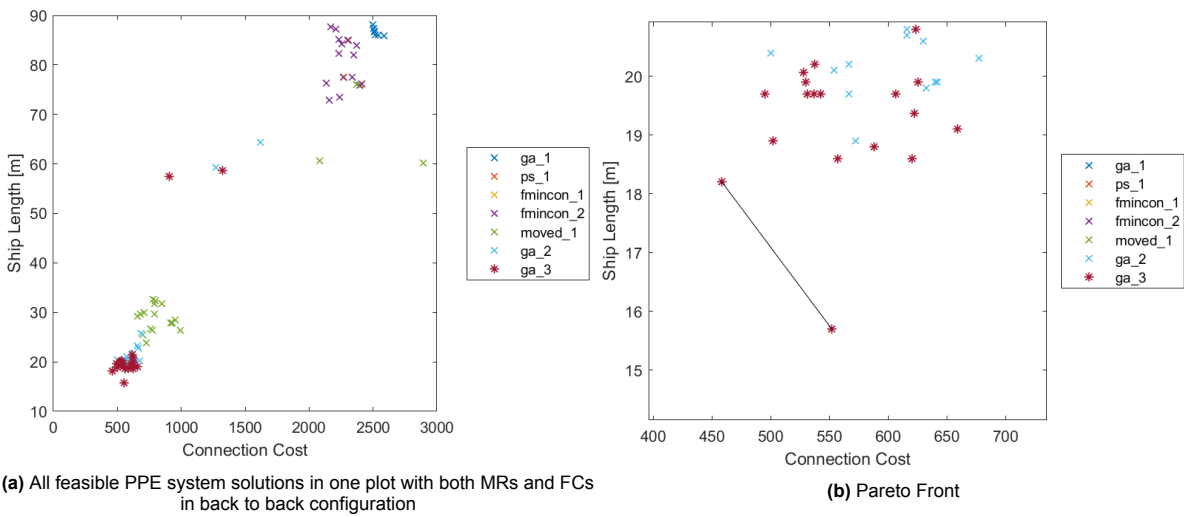 90
80
70
60
50
40
30
20
10
0
500
1000
1500
2000
2500
3000
Ship Length [m]
Connection Cost
ga_1
ps_1
fmincon_1
fmincon_2
moved_1
ga_2
ga_3
(a) All feasible PPE system solutions in one plot with both MRs and FCs
in back to back configuration
20
19
18
17
16
15
400
450
500
550
600
650
700
Ship Length [m]
Connection Cost
ga_1
ps_1
fmincon_1
fmincon_2
moved_1
ga_2
ga_3
(b) Pareto Front